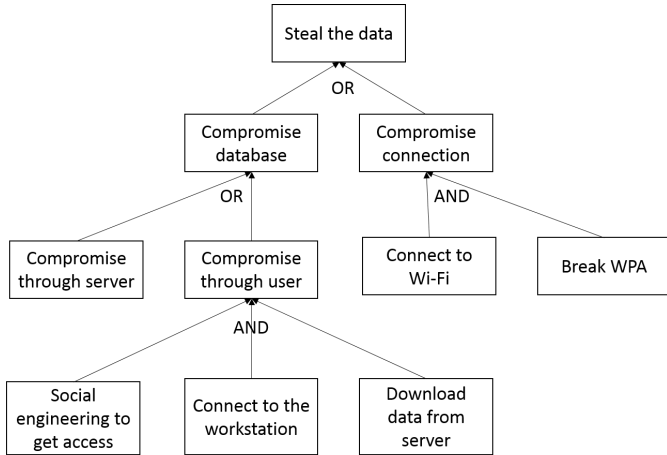 Steal the data
OR
Compromise
database
Compromise
connection
OR
AND
Compromise
through server
Compromise
through user
Connect to
Wi-Fi
Break WPA
AND
Social
engineering to
get access
Connect to the
workstation
Download
data from
server